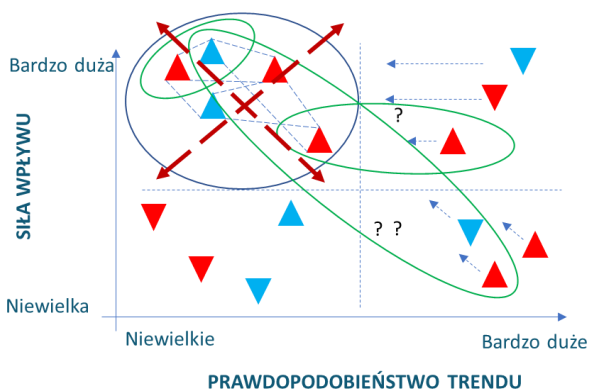 Bardzo duża
?
SIŁA WPŁYWU
? ?
Niewielka
Niewielkie
Bardzo duże
PRAWDOPODOBIEŃSTWO TRENDU